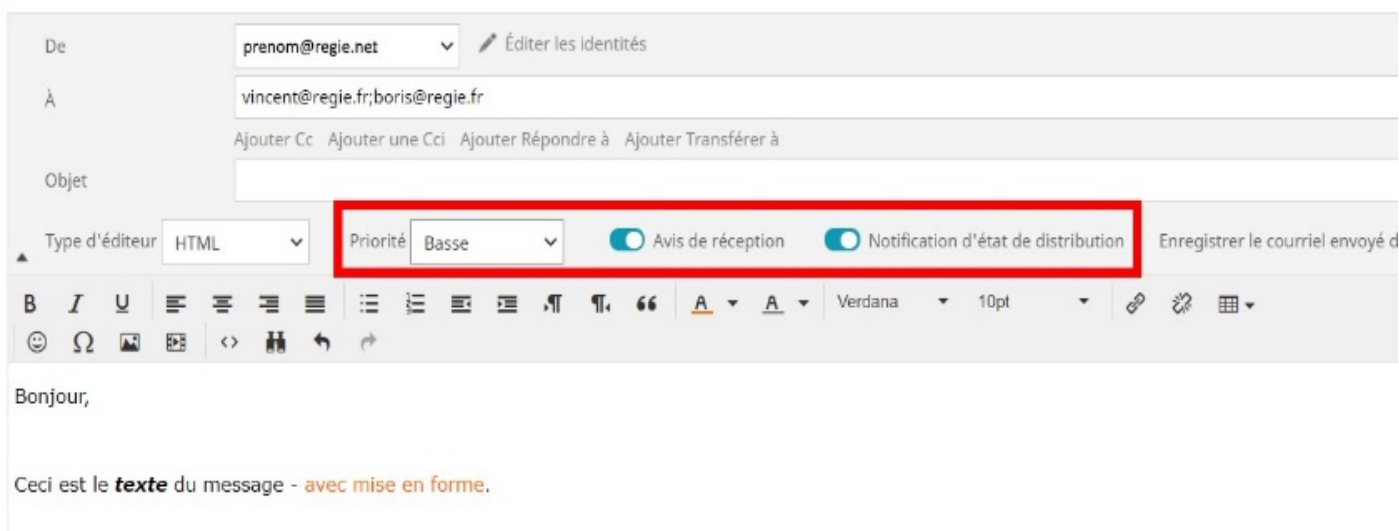 De prenom@regie.net Éditer les identités
À vincent@regie.fr;boris@regie.fr
Ajouter Cc Ajouter une Cci Ajouter Répondre à Ajouter Transférer à
Objet
Type d'éditeur HTML Priorité Basse Avis de réception Notification d'état de distribution Enregistrer le courriel envoyé d
B I U A A Verdana 10pt
Ω
Bonjour,
Ceci est le texte du message - avec mise en forme.